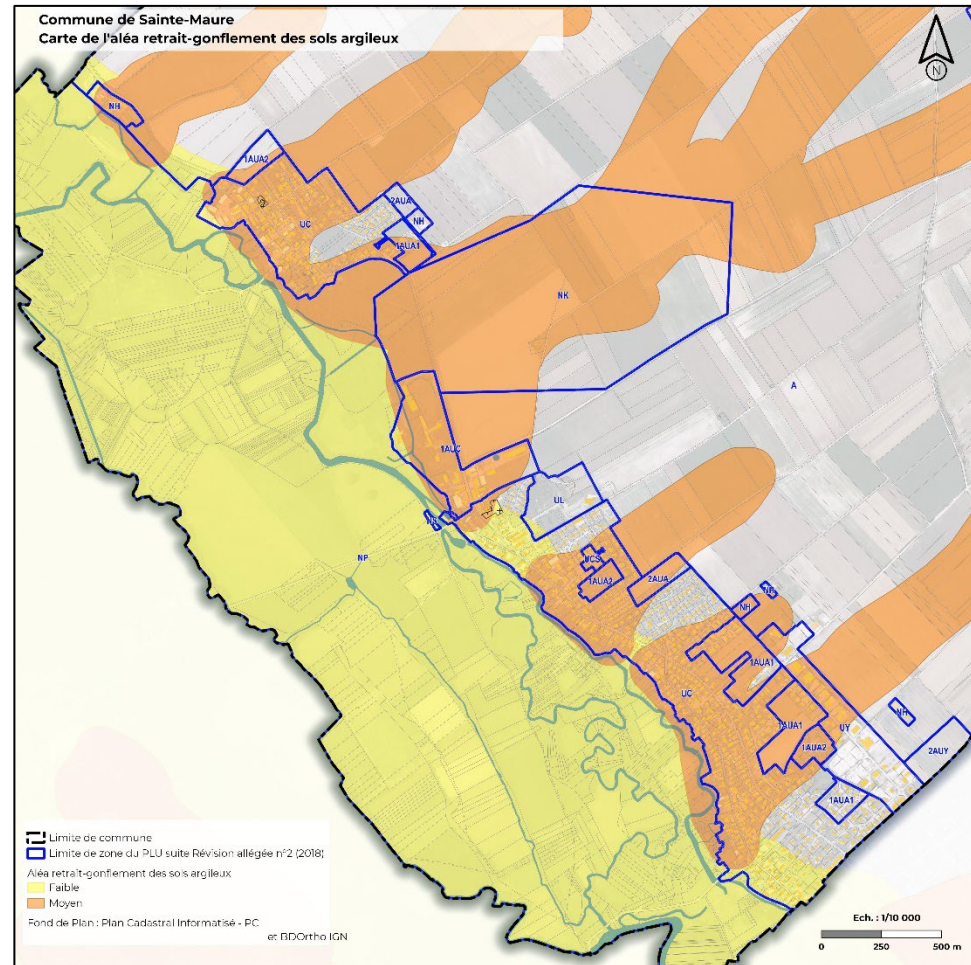 Commune de Sainte-Maure
Carte de l'aléa retrait-gonflement des sols argileux
N
NH
1AUA2
UC
2AUA
NH
1AUA1
NK
A
1AUC
UL
NP
UCS
1AUA2
2AUA
NH
1AUA1
UC
1AUA1
UY
NH
1AUA2
2AUY
1AUA1
Limite de commune
Limite de zone du PLU suite Révision allégée n°2 (2018)
Aléa retrait-gonflement des sols argileux
Faible
Moyen
Fond de Plan : Plan Cadastral Informatisé - PC
et BDOrtho IGN
Ech. : 1/10 000
0 250 500 m